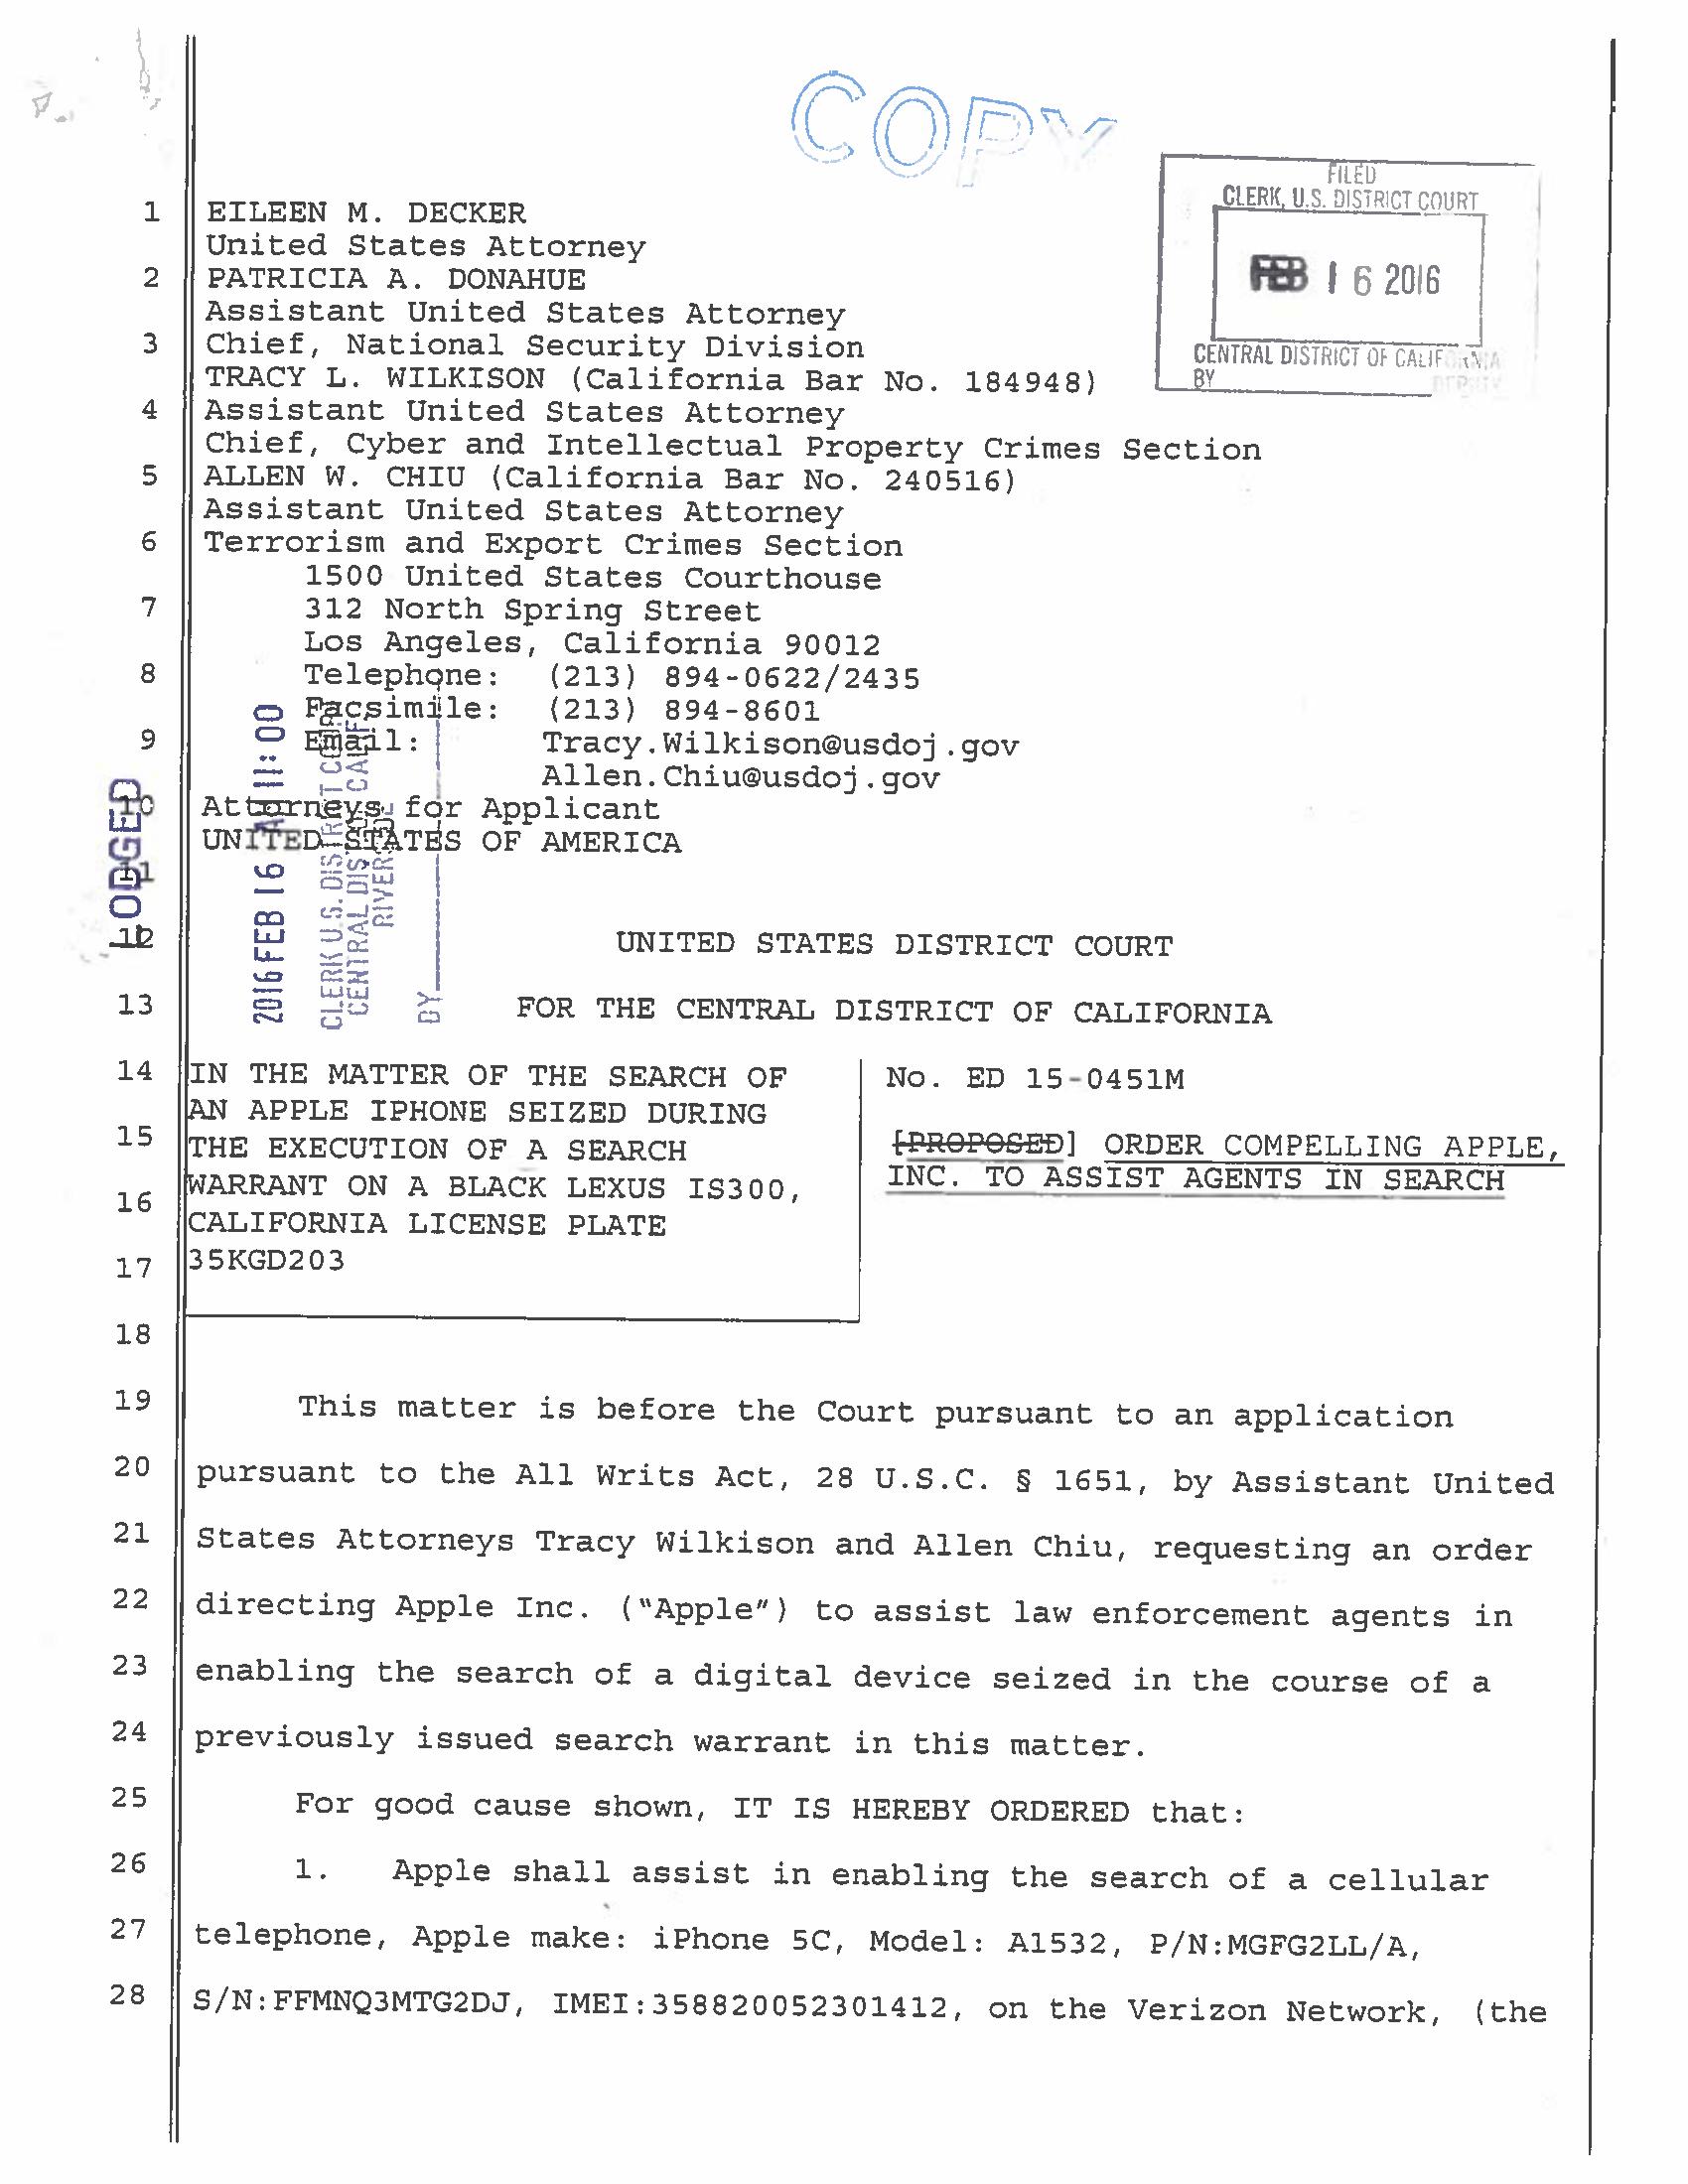 COPY
FILED
CLERK, U.S. DISTRICT COURT
FEB 16 2016
CENTRAL DISTRICT OF CALIFORNIA
BY DEPUTY
1 EILEEN M. DECKER
United States Attorney
2 PATRICIA A. DONAHUE
Assistant United States Attorney
3 Chief, National Security Division
TRACY L. WILKISON (California Bar No. 184948)
4 Assistant United States Attorney
Chief, Cyber and Intellectual Property Crimes Section
5 ALLEN W. CHIU (California Bar No. 240516)
Assistant United States Attorney
6 Terrorism and Export Crimes Section
1500 United States Courthouse
7 312 North Spring Street
Los Angeles, California 90012
8 Telephone: (213) 894-0622/2435
Facsimile: (213) 894-8601
9 Email: Tracy.Wilkison@usdoj.gov
Allen.Chiu@usdoj.gov
10 Attorneys for Applicant
UNITED STATES OF AMERICA
11
LODGED
2016 FEB 16 AM 11:00
CLERK U.S. DISTRICT COURT
CENTRAL DIST. CALIF.
BY
12 UNITED STATES DISTRICT COURT
13 FOR THE CENTRAL DISTRICT OF CALIFORNIA
14 IN THE MATTER OF THE SEARCH OF
AN APPLE IPHONE SEIZED DURING
15 THE EXECUTION OF A SEARCH
WARRANT ON A BLACK LEXUS IS300,
16 CALIFORNIA LICENSE PLATE
17 35KGD203
No. ED 15-0451M
[PROPOSED] ORDER COMPELLING APPLE,
INC. TO ASSIST AGENTS IN SEARCH
18
19 This matter is before the Court pursuant to an application
20 pursuant to the All Writs Act, 28 U.S.C. § 1651, by Assistant United
21 States Attorneys Tracy Wilkison and Allen Chiu, requesting an order
22 directing Apple Inc. ("Apple") to assist law enforcement agents in
23 enabling the search of a digital device seized in the course of a
24 previously issued search warrant in this matter.
25 For good cause shown, IT IS HEREBY ORDERED that:
26 1. Apple shall assist in enabling the search of a cellular
27 telephone, Apple make: iPhone 5C, Model: A1532, P/N:MGFG2LL/A,
28 S/N:FFMNQ3MTG2DJ, IMEI:358820052301412, on the Verizon Network, (the